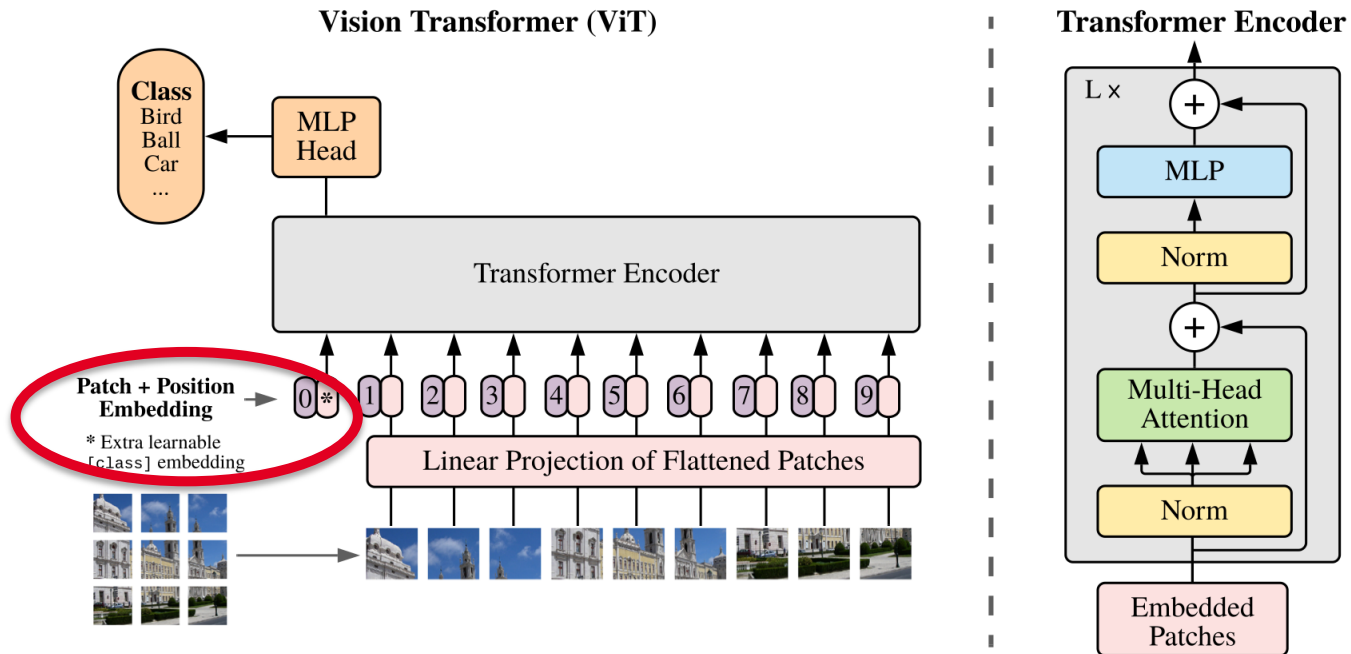 Vision Transformer (ViT)
Class
Bird
Ball
Car
...
MLP
Head
Transformer Encoder
Patch + Position
Embedding
* Extra learnable
[class] embedding
0 * 1 2 3 4 5 6 7 8 9
Linear Projection of Flattened Patches
Transformer Encoder
L ×
+
MLP
Norm
+
Multi-Head
Attention
Norm
Embedded
Patches